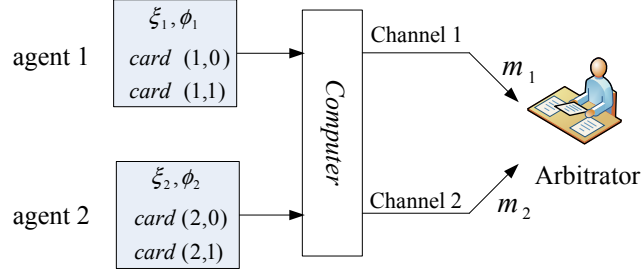 agent 1
ξ₁, ϕ₁
card (1,0)
card (1,1)
agent 2
ξ₂, ϕ₂
card (2,0)
card (2,1)
Computer
Channel 1
m₁
Channel 2
m₂
Arbitrator